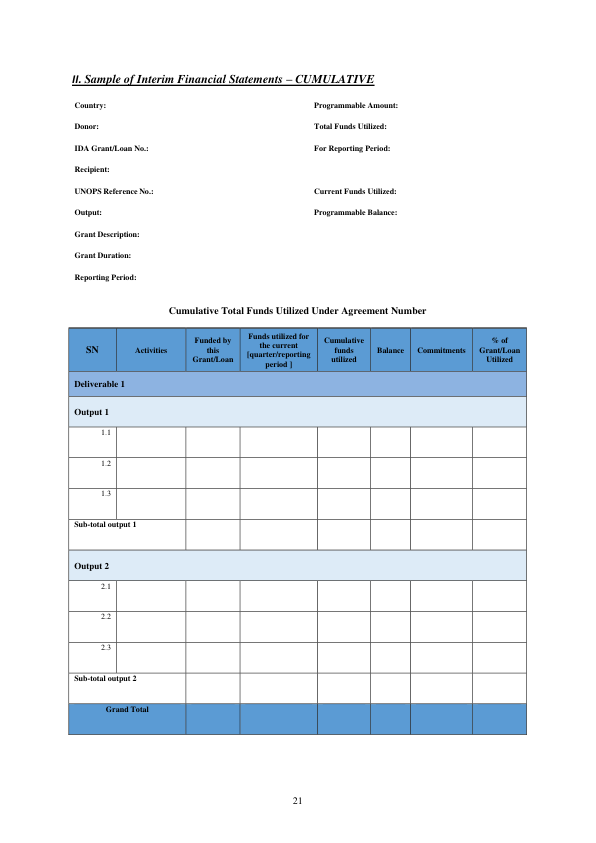 II. Sample of Interim Financial Statements – CUMULATIVE
Country: Programmable Amount:
Donor: Total Funds Utilized:
IDA Grant/Loan No.: For Reporting Period:
Recipient:
UNOPS Reference No.: Current Funds Utilized:
Output: Programmable Balance:
Grant Description:
Grant Duration:
Reporting Period:
Cumulative Total Funds Utilized Under Agreement Number
SN
Activities
Funded by
this
Grant/Loan
Funds utilized for
the current
[quarter/reporting
period ]
Cumulative
funds
utilized
Balance
Commitments
% of
Grant/Loan
Utilized
Deliverable 1
Output 1
1.1
1.2
1.3
Sub-total output 1
Output 2
2.1
2.2
2.3
Sub-total output 2
Grand Total
21